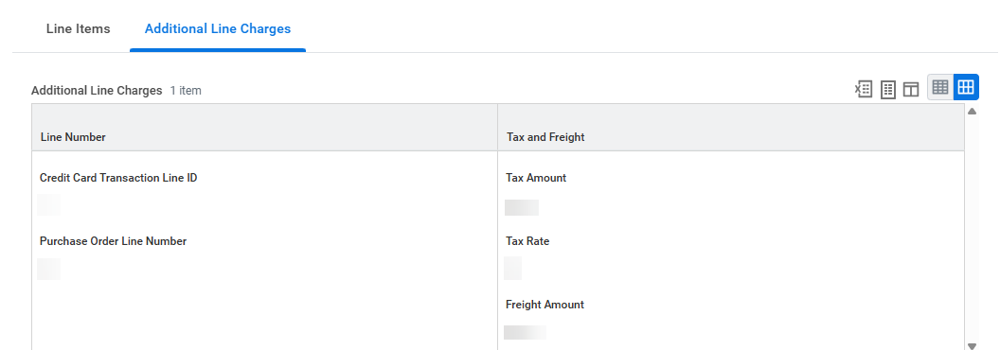 Line Items
Additional Line Charges
Additional Line Charges 1 item
Line Number
Tax and Freight
Credit Card Transaction Line ID
Tax Amount
Purchase Order Line Number
Tax Rate
Freight Amount